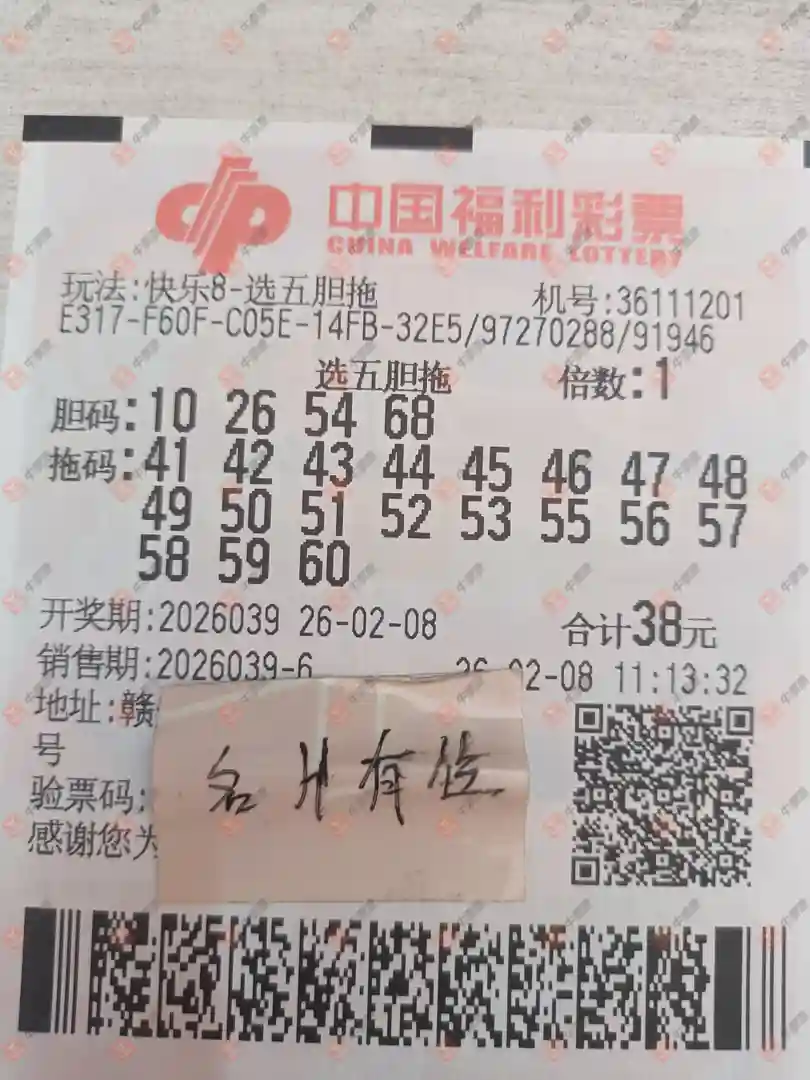 中国福利彩票
CHINA WELFARE LOTTERY
玩法:快乐8-选五胆拖 机号:36111201
E317-F60F-C05E-14FB-32E5/97270288/91946
选五胆拖 倍数:1
胆码:10 26 54 68
拖码:41 42 43 44 45 46 47 48
49 50 51 52 53 55 56 57
58 59 60
开奖期:2026039 26-02-08 合计38元
销售期:2026039-6 26-02-08 11:13:32
地址:赣
号
验票码:
感谢您为
名片有